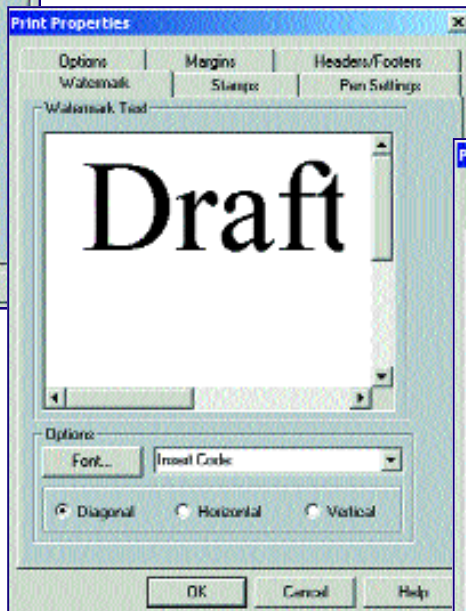 Print Properties
Options Margins Headers/Footers
Watermark Stamps Pen Settings
Watermark Text
Draft
Options
Font... Insert Code:
Diagonal Horizontal Vertical
OK Cancel Help